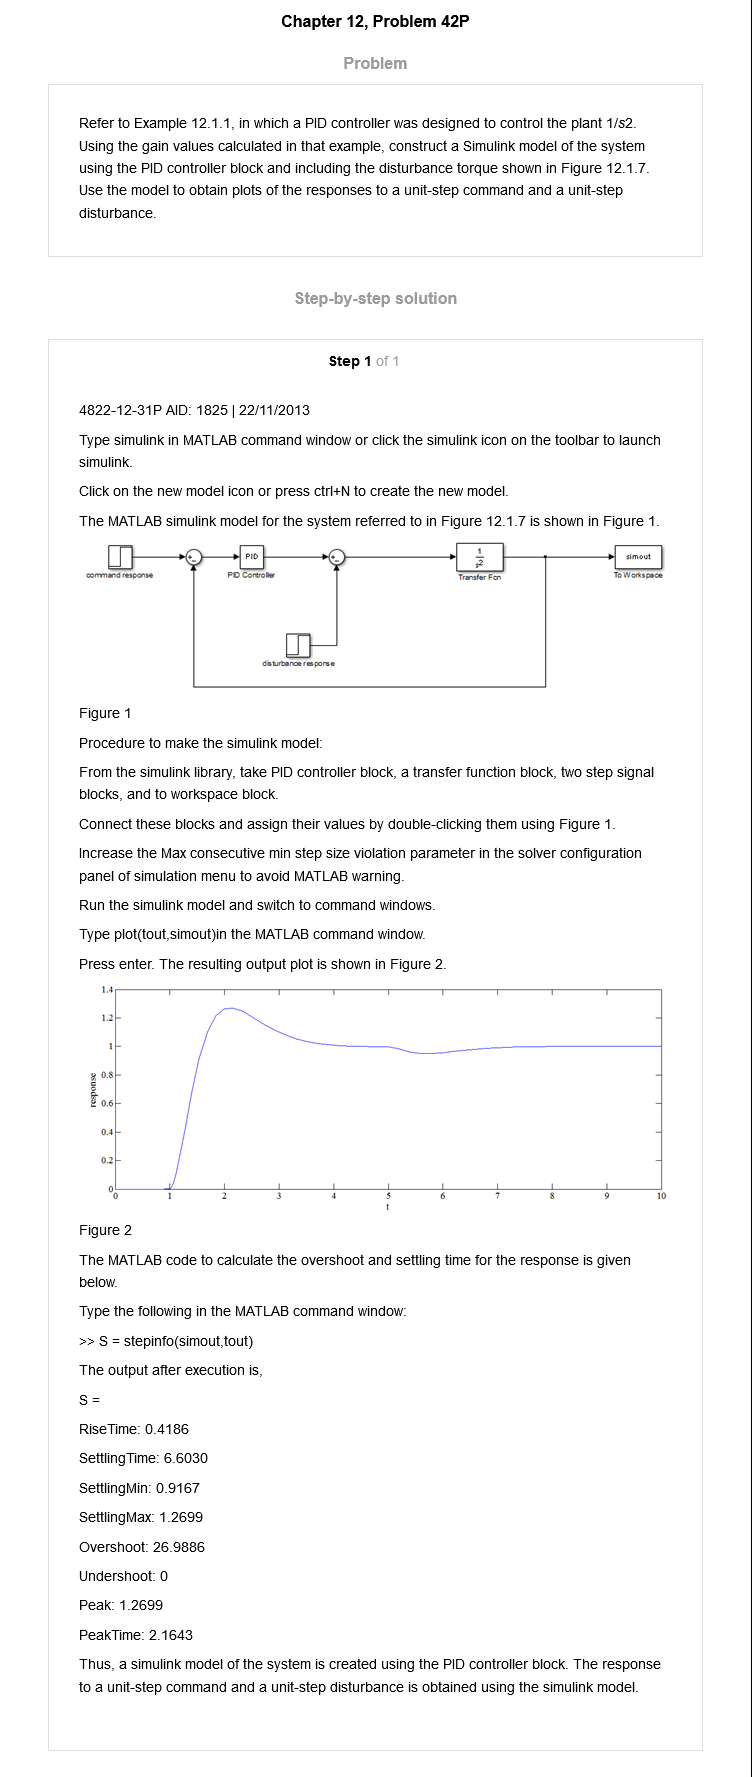 Chapter 12, Problem 42P
Problem
Refer to Example 12.1.1, in which a PID controller was designed to control the plant 1/s2.
Using the gain values calculated in that example, construct a Simulink model of the system
using the PID controller block and including the disturbance torque shown in Figure 12.1.7.
Use the model to obtain plots of the responses to a unit-step command and a unit-step
disturbance.
Step-by-step solution
Step 1 of 1
4822-12-31P AID: 1825 | 22/11/2013
Type simulink in MATLAB command window or click the simulink icon on the toolbar to launch
simulink.
Click on the new model icon or press ctrl+N to create the new model.
The MATLAB simulink model for the system referred to in Figure 12.1.7 is shown in Figure 1.
command response
PID
PID Controller
1
s2
Transfer Fcn
simout
To Workspace
disturbance response
Figure 1
Procedure to make the simulink model:
From the simulink library, take PID controller block, a transfer function block, two step signal
blocks, and to workspace block.
Connect these blocks and assign their values by double-clicking them using Figure 1.
Increase the Max consecutive min step size violation parameter in the solver configuration
panel of simulation menu to avoid MATLAB warning.
Run the simulink model and switch to command windows.
Type plot(tout,simout)in the MATLAB command window.
Press enter. The resulting output plot is shown in Figure 2.
1.4
1.2
1
0.8
0.6
0.4
0.2
0
response
0 1 2 3 4 5 6 7 8 9 10
t
Figure 2
The MATLAB code to calculate the overshoot and settling time for the response is given
below.
Type the following in the MATLAB command window:
>> S = stepinfo(simout,tout)
The output after execution is,
S =
RiseTime: 0.4186
SettlingTime: 6.6030
SettlingMin: 0.9167
SettlingMax: 1.2699
Overshoot: 26.9886
Undershoot: 0
Peak: 1.2699
PeakTime: 2.1643
Thus, a simulink model of the system is created using the PID controller block. The response
to a unit-step command and a unit-step disturbance is obtained using the simulink model.